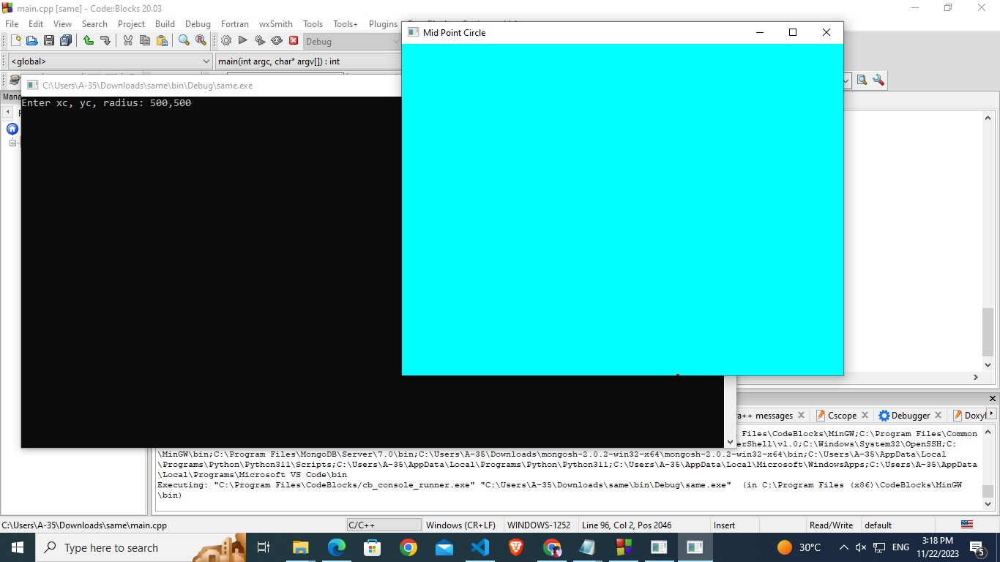 main.cpp [same] - Code::Blocks 20.03
File Edit View Search Project Build Debug Fortran wxSmith Tools Tools+ Plugins
Mid Point Circle
Debug
<global>
main(int argc, char* argv[]) : int
C:\Users\A-35\Downloads\same\bin\Debug\same.exe
Mana
Enter xc, yc, radius: 500,500
a++ messages Cscope Debugger Doxyl
Files\CodeBlocks\MinGW;C:\Program Files\Common
erShell\v1.0;C:\Windows\System32\OpenSSH;C:
\MinGW\bin;C:\Program Files\MongoDB\Server\7.0\bin;C:\Users\A-35\Downloads\mongosh-2.0.2-win32-x64\mongosh-2.0.2-win32-x64\bin;C:\Users\A-35\AppData\Local
\Programs\Python\Python311\Scripts;C:\Users\A-35\AppData\Local\Programs\Python\Python311;C:\Users\A-35\AppData\Local\Microsoft\WindowsApps;C:\Users\A-35\AppData
\Local\Programs\Microsoft VS Code\bin
Executing: "C:\Program Files\CodeBlocks/cb_console_runner.exe" "C:\Users\A-35\Downloads\same\bin\Debug\same.exe" (in C:\Program Files (x86)\CodeBlocks\MinGW
\bin)
C:\Users\A-35\Downloads\same\main.cpp C/C++ Windows (CR+LF) WINDOWS-1252 Line 96, Col 2, Pos 2046 Insert Read/Write default
Type here to search
30°C
ENG
3:18 PM
11/22/2023
5